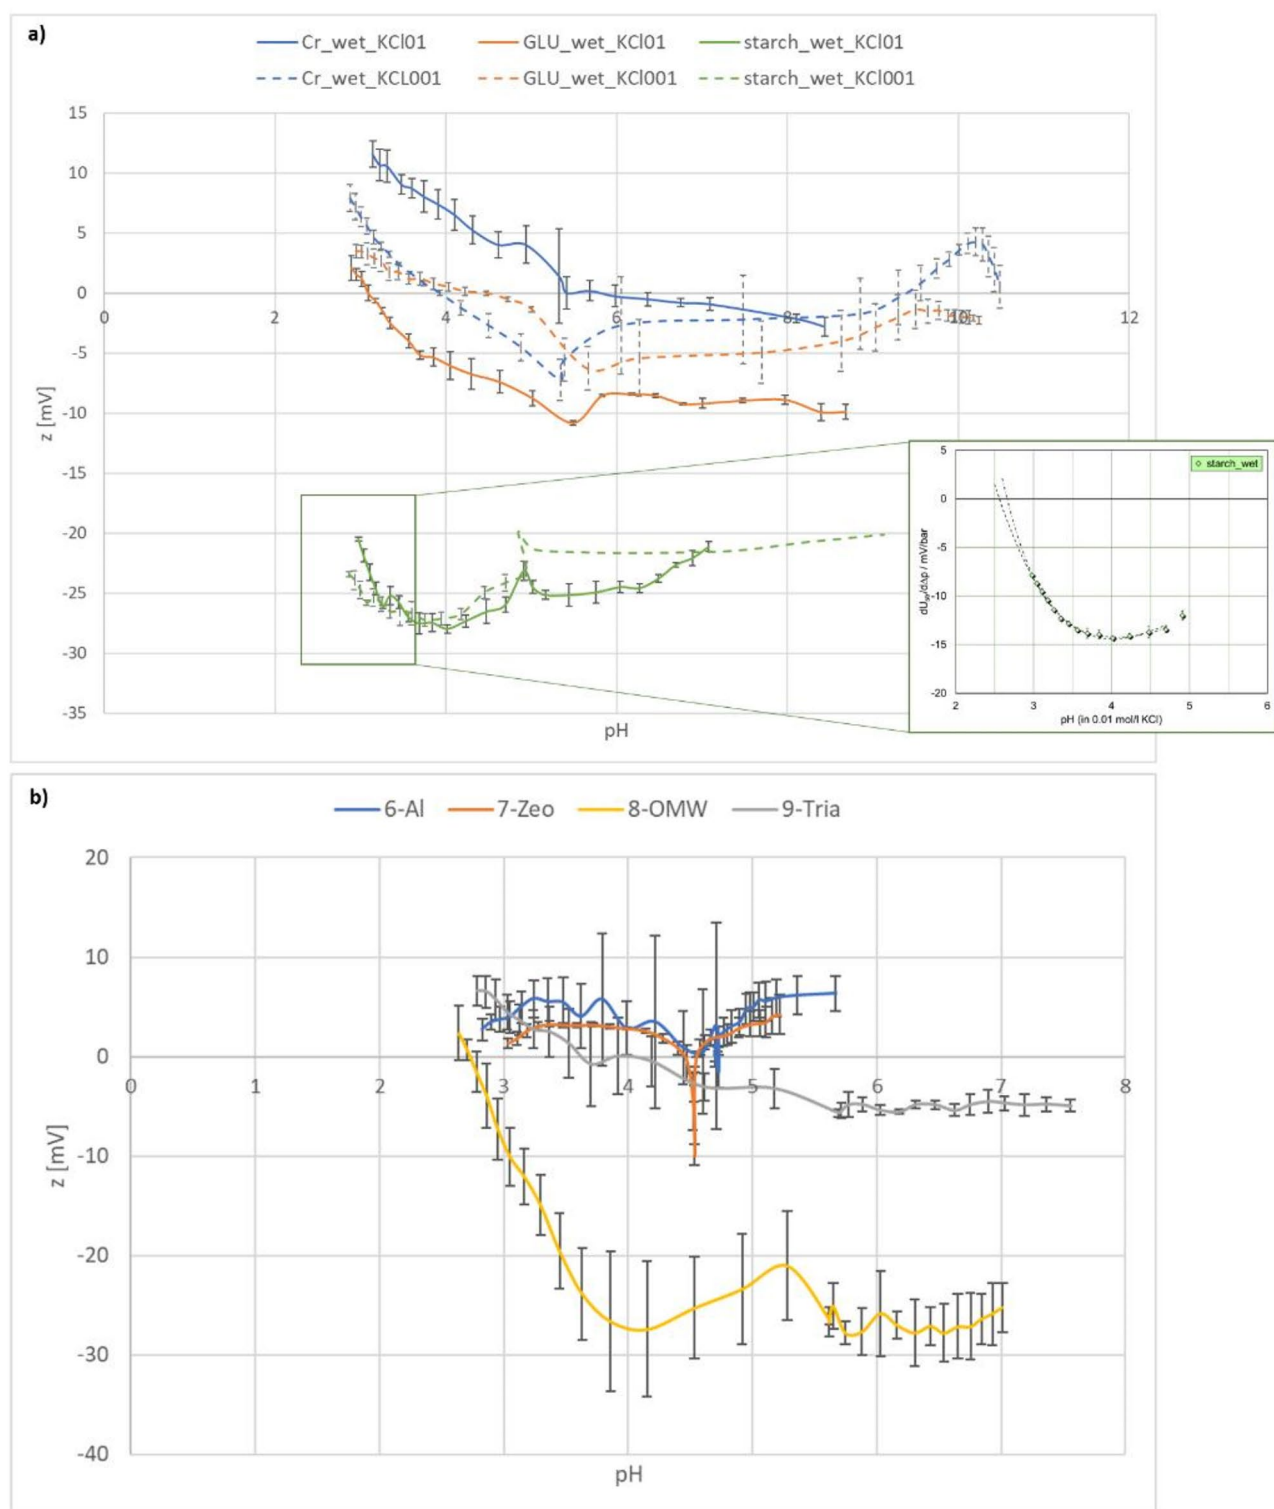 a)
Cr_wet_KCl01 GLU_wet_KCl01 starch_wet_KCl01
Cr_wet_KCL001 GLU_wet_KCl001 starch_wet_KCl001
15
10
5
0
0 2 4 6 8 10 12
-5
-10
-15
-20
-25
-30
-35
z [mV]
pH
starch_wet
5
0
-5
-10
-15
-20
2 3 4 5 6
pH (in 0.01 mol/l KCl)
b)
6-Al 7-Zeo 8-OMW 9-Tria
20
10
0
0 1 2 3 4 5 6 7 8
-10
-20
-30
-40
z [mV]
pH